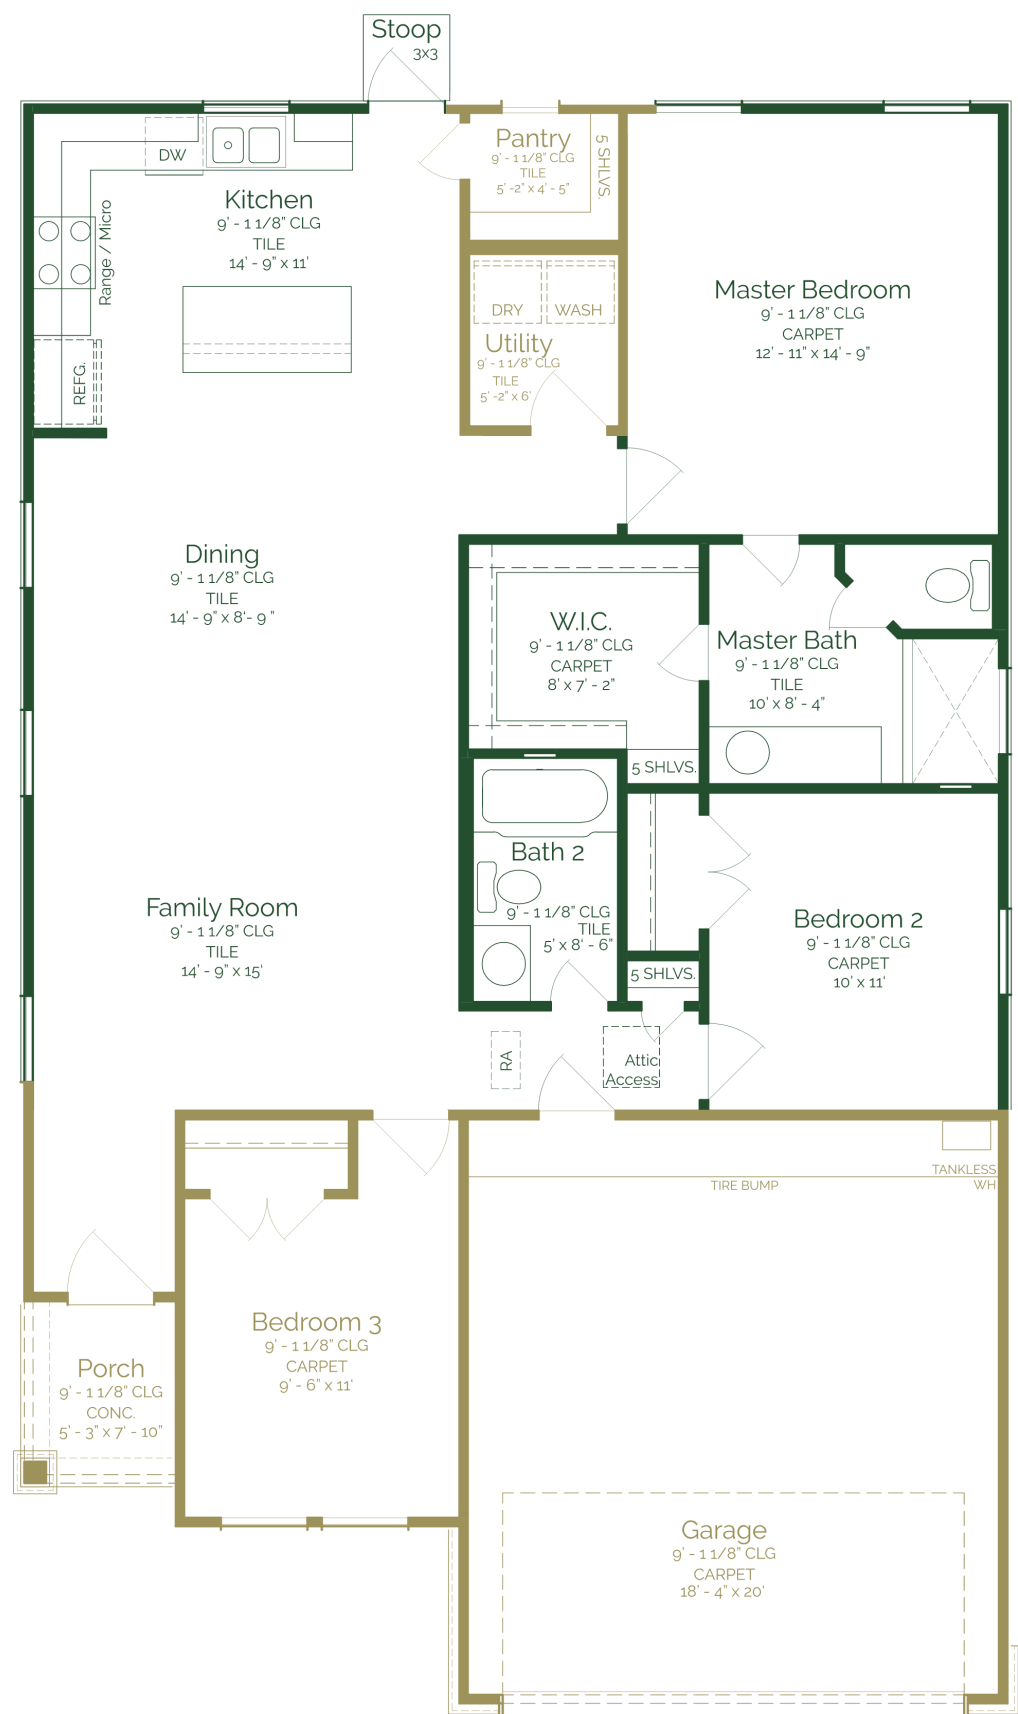 Stoop
3x3
Pantry
9' - 1 1/8" CLG
TILE
5' -2" x 4' - 5"
5 SHLVS.
DW
Kitchen
9' - 1 1/8" CLG
TILE
14' - 9" x 11'
Range / Micro
REFG.
DRY
WASH
Utility
9' - 1 1/8" CLG
TILE
5' -2" x 6'
Master Bedroom
9' - 1 1/8" CLG
CARPET
12' - 11" x 14' - 9"
Dining
9' - 1 1/8" CLG
TILE
14' - 9" x 8'- 9 "
W.I.C.
9' - 1 1/8" CLG
CARPET
8' x 7' - 2"
5 SHLVS.
Master Bath
9' - 1 1/8" CLG
TILE
10' x 8' - 4"
Bath 2
9' - 1 1/8" CLG
TILE
5' x 8' - 6"
Family Room
9' - 1 1/8" CLG
TILE
14' - 9" x 15'
Bedroom 2
9' - 1 1/8" CLG
CARPET
10' x 11'
5 SHLVS.
RA
Attic
Access
TANKLESS
WH
TIRE BUMP
Bedroom 3
9' - 1 1/8" CLG
CARPET
9' - 6" x 11'
Porch
9' - 1 1/8" CLG
CONC.
5' - 3" x 7' - 10"
Garage
9' - 1 1/8" CLG
CARPET
18' - 4" x 20'